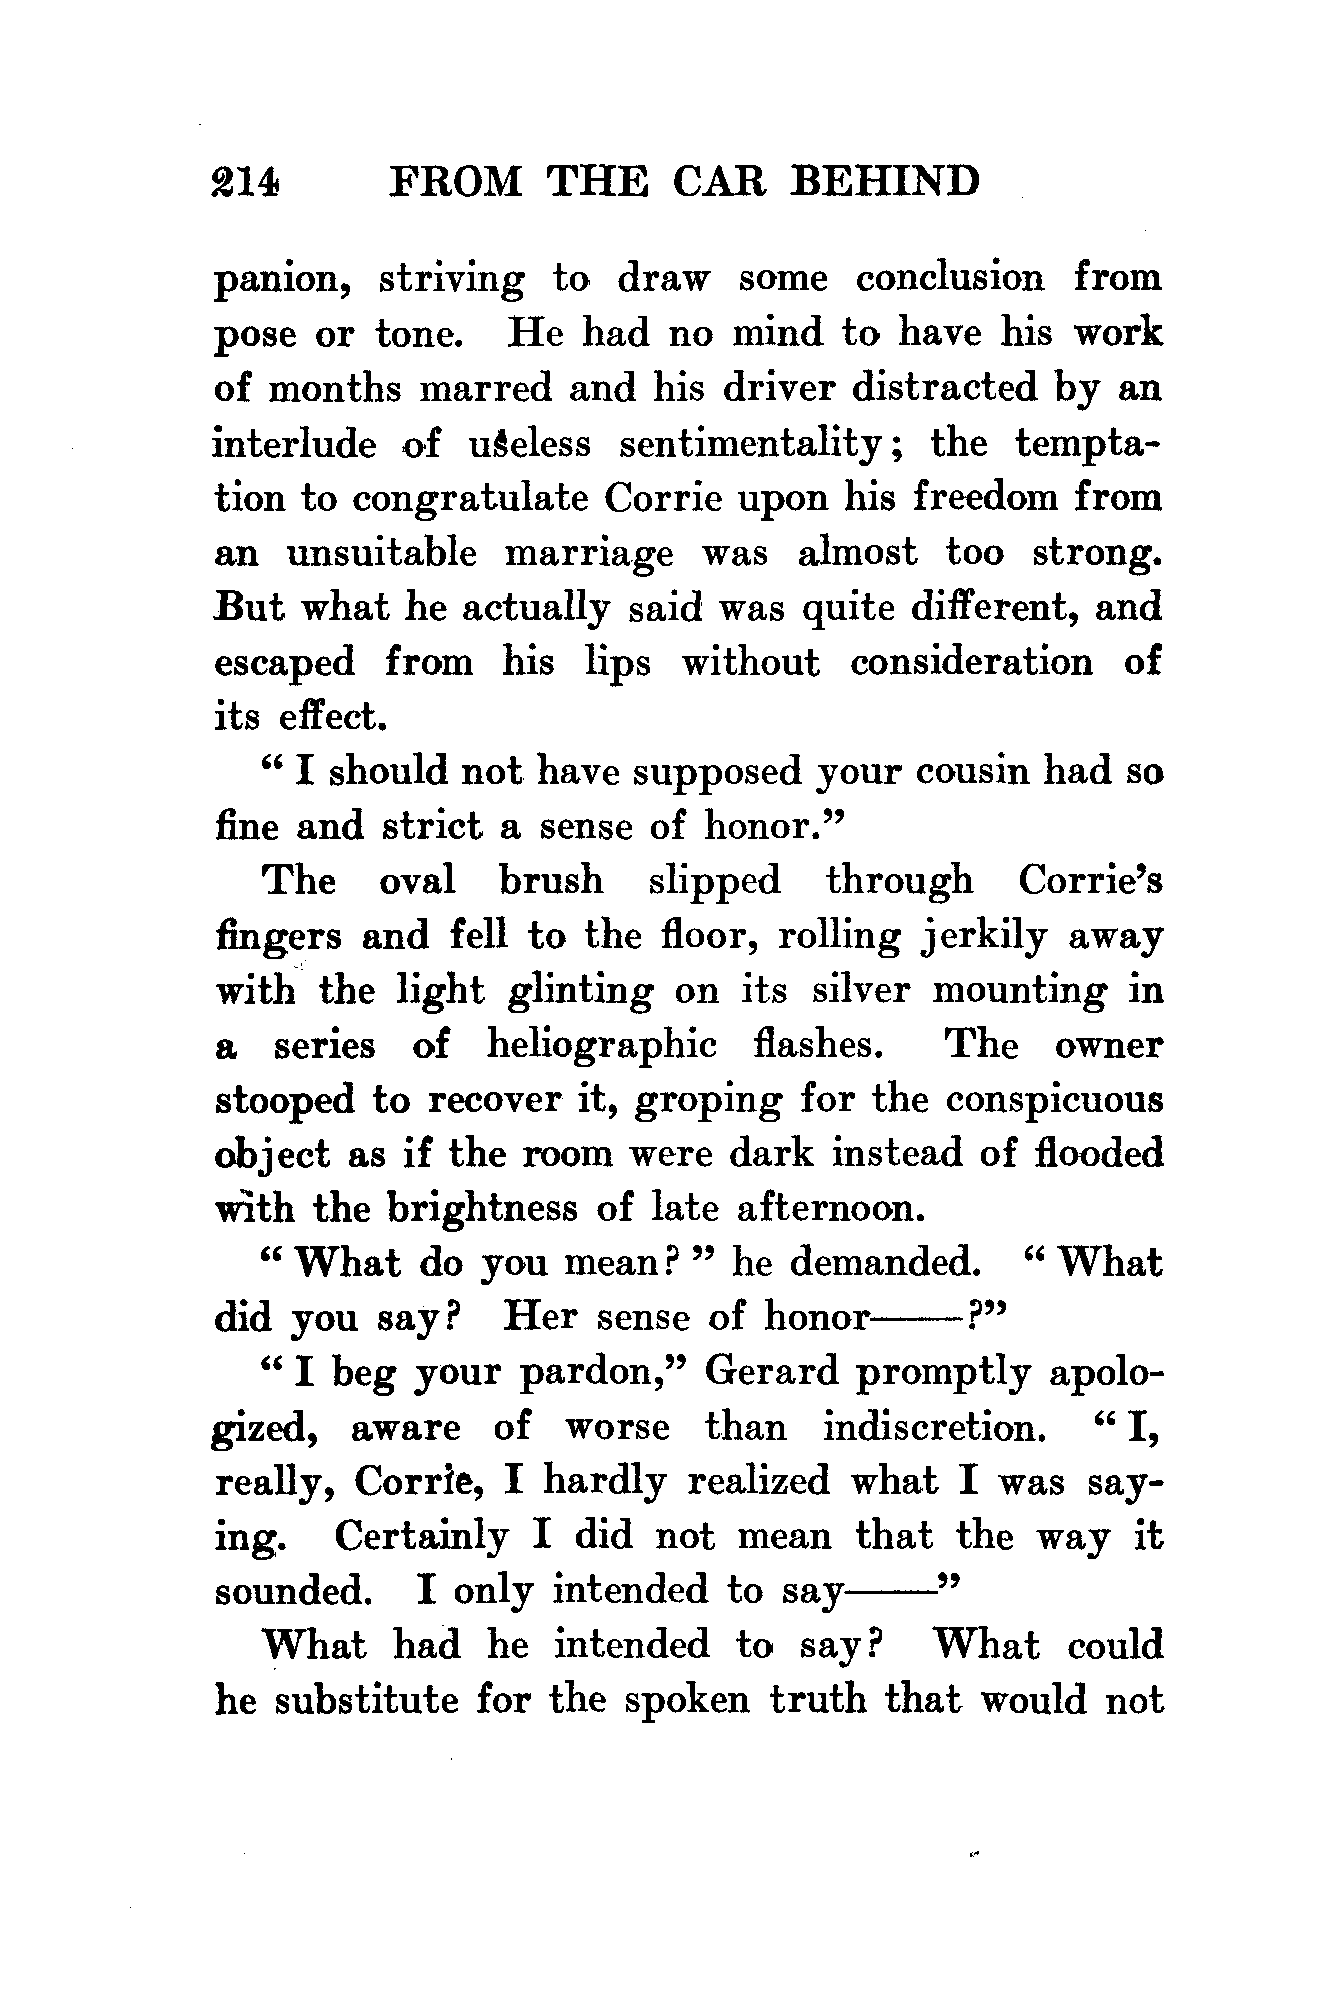 214 FROM THE CAR BEHIND
panion, striving to draw some conclusion from
pose or tone. He had no mind to have his work
of months marred and his driver distracted by an
interlude of useless sentimentality; the tempta-
tion to congratulate Corrie upon his freedom from
an unsuitable marriage was almost too strong.
But what he actually said was quite different, and
escaped from his lips without consideration of
its effect.
“ I should not have supposed your cousin had so
fine and strict a sense of honor.”
The oval brush slipped through Corrie’s
fingers and fell to the floor, rolling jerkily away
with the light glinting on its silver mounting in
a series of heliographic flashes. The owner
stooped to recover it, groping for the conspicuous
object as if the room were dark instead of flooded
with the brightness of late afternoon.
“ What do you mean? ” he demanded. “ What
did you say? Her sense of honor——?”
“ I beg your pardon,” Gerard promptly apolo-
gized, aware of worse than indiscretion. “ I,
really, Corrie, I hardly realized what I was say-
ing. Certainly I did not mean that the way it
sounded. I only intended to say——”
What had he intended to say? What could
he substitute for the spoken truth that would not